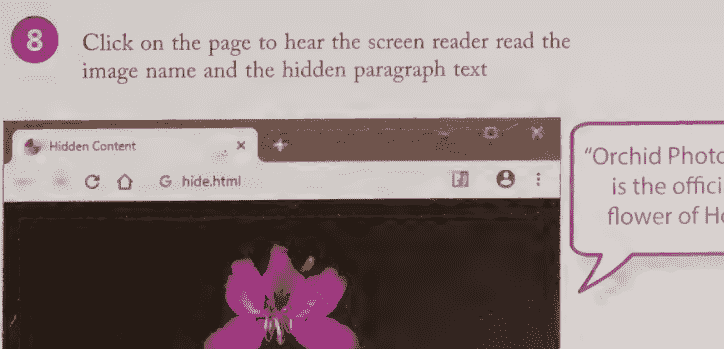 8
Click on the page to hear the screen reader read the
image name and the hidden paragraph text
Hidden Content
G hide.html
"Orchid Photo
is the offici
flower of Ho